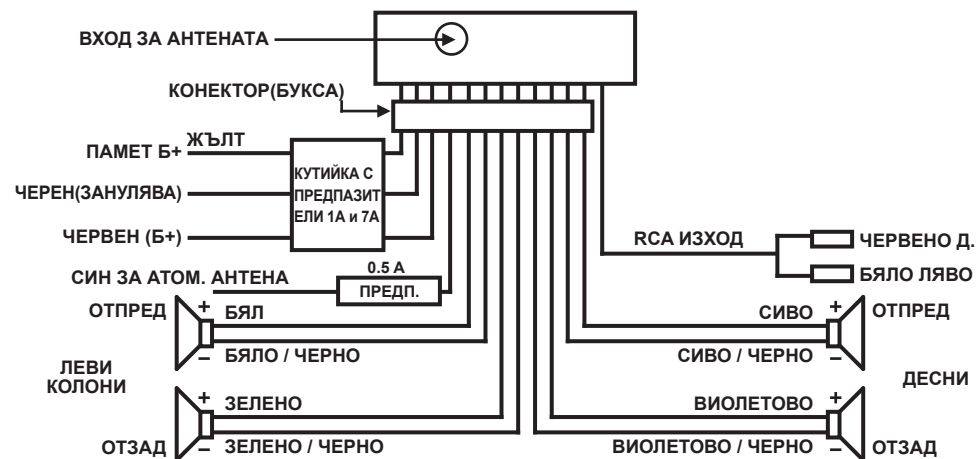 ВХОД ЗА АНТЕНАТА
КОНЕКТОР(БУКСА)
ЖЪЛТ
ПАМЕТ Б+
КУТИЙКА С
ПРЕДПАЗИТ
ЕЛИ 1А и 7А
ЧЕРЕН(ЗАНУЛЯВА)
ЧЕРВЕН (Б+)
RCA ИЗХОД
ЧЕРВЕНО Д.
БЯЛО ЛЯВО
СИН ЗА АТОМ. АНТЕНА
0.5 А
ПРЕДП.
ОТПРЕД
+
БЯЛ
СИВО
+
ОТПРЕД
–
БЯЛО / ЧЕРНО
СИВО / ЧЕРНО
–
ЛЕВИ
КОЛОНИ
ДЕСНИ
+
ЗЕЛЕНО
ВИОЛЕТОВО
+
ОТЗАД
–
ЗЕЛЕНО / ЧЕРНО
ВИОЛЕТОВО / ЧЕРНО
–
ОТЗАД